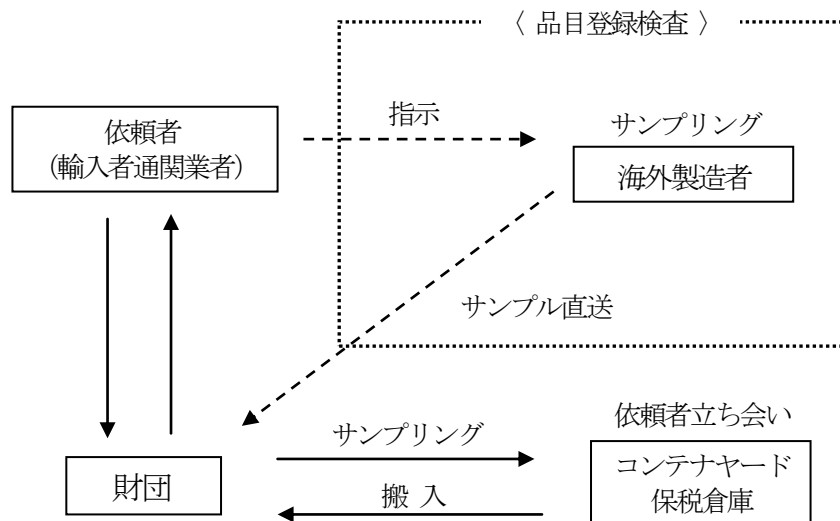 〈 品目登録検査 〉
指示
サンプリング
依頼者
(輸入者通関業者)
海外製造者
サンプル直送
依頼者立ち会い
サンプリング
コンテナヤード
保税倉庫
財団
搬 入